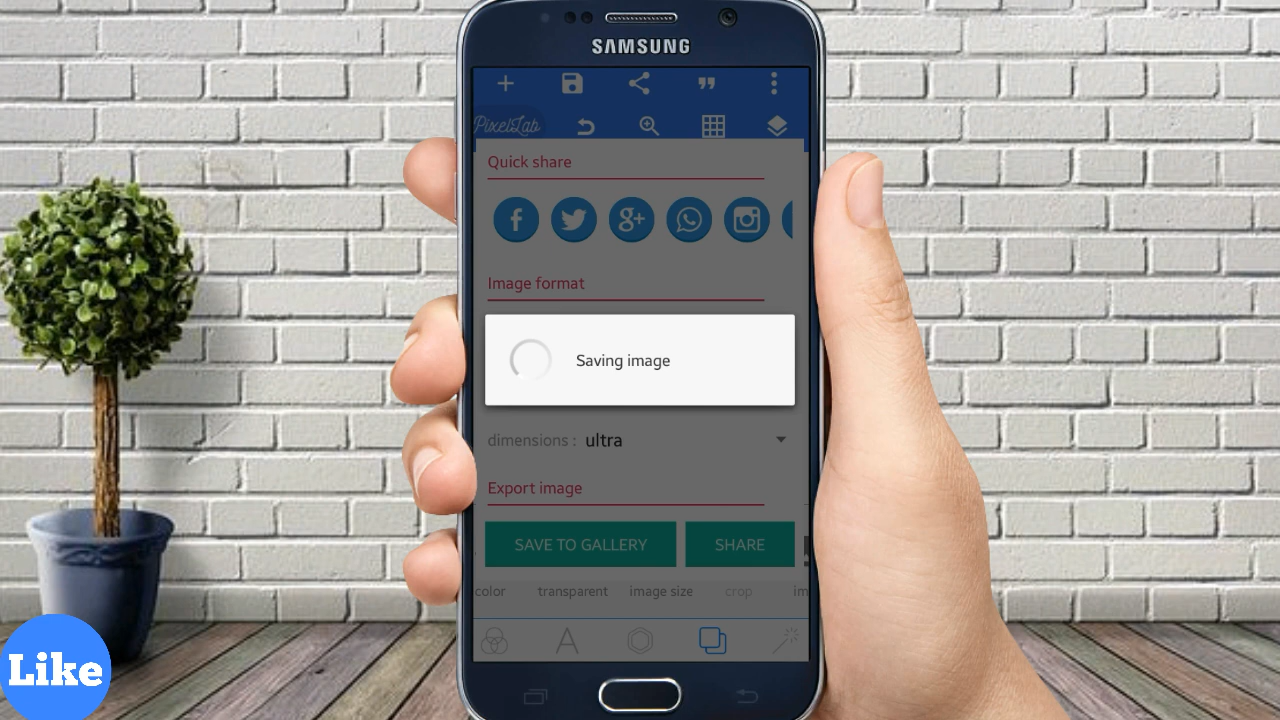 SAMSUNG
PixelLab
Quick share
f g+
Image format
Saving image
dimensions : ultra
Export image
SAVE TO GALLERY SHARE
color transparent image size crop im
A
Like